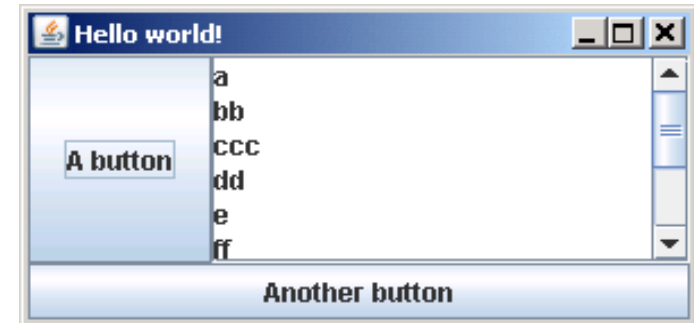 Hello world!
A button
a
bb
ccc
dd
e
ff
Another button